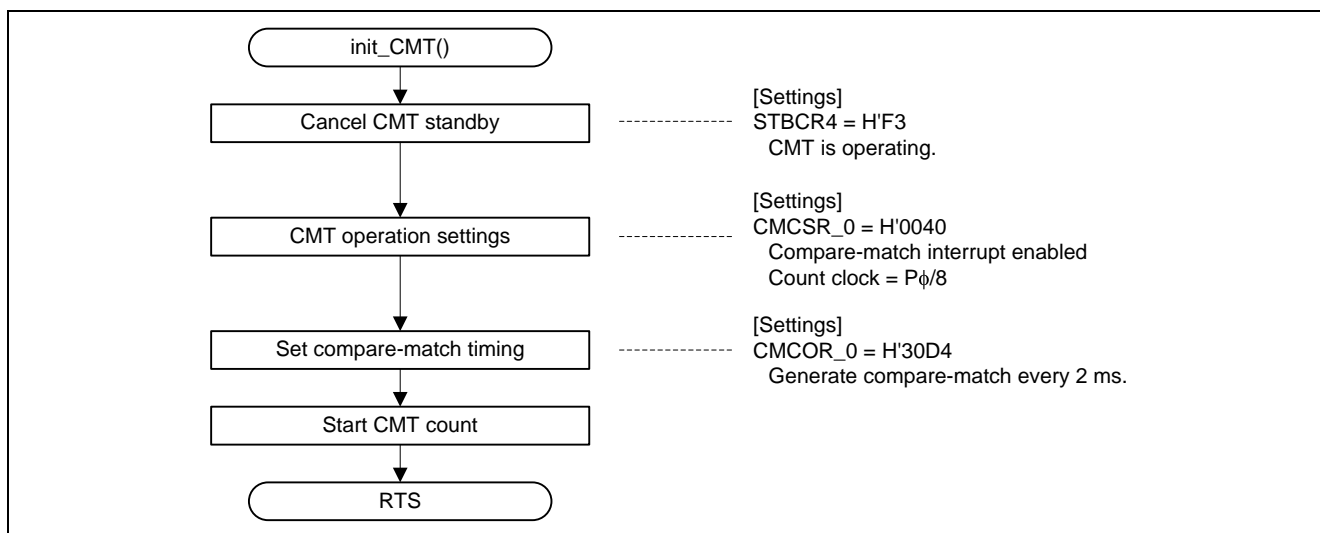 init_CMT()
Cancel CMT standby
[Settings]
STBCR4 = H'F3
CMT is operating.
CMT operation settings
[Settings]
CMCSR_0 = H'0040
Compare-match interrupt enabled
Count clock = Pϕ/8
Set compare-match timing
[Settings]
CMCOR_0 = H'30D4
Generate compare-match every 2 ms.
Start CMT count
RTS